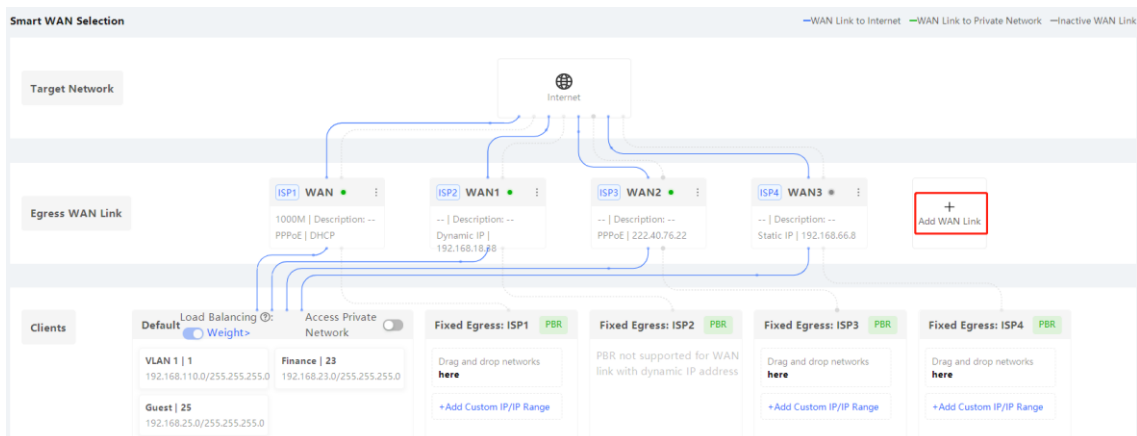 Smart WAN Selection
WAN Link to Internet WAN Link to Private Network Inactive WAN Link
Target Network
Internet
Egress WAN Link
ISP1 WAN
1000M | Description: --
PPPoE | DHCP
ISP2 WAN1
-- | Description: --
Dynamic IP |
192.168.18.38
ISP3 WAN2
-- | Description: --
PPPoE | 222.40.76.22
ISP4 WAN3
-- | Description: --
Static IP | 192.168.66.8
+
Add WAN Link
Clients
Default
Load Balancing ?:
Weight>
Access Private
Network
VLAN 1 | 1
192.168.110.0/255.255.255.0
Finance | 23
192.168.23.0/255.255.255.0
Guest | 25
192.168.25.0/255.255.255.0
Fixed Egress: ISP1 PBR
Drag and drop networks
here
+Add Custom IP/IP Range
Fixed Egress: ISP2 PBR
PBR not supported for WAN
link with dynamic IP address
Fixed Egress: ISP3 PBR
Drag and drop networks
here
+Add Custom IP/IP Range
Fixed Egress: ISP4 PBR
Drag and drop networks
here
+Add Custom IP/IP Range